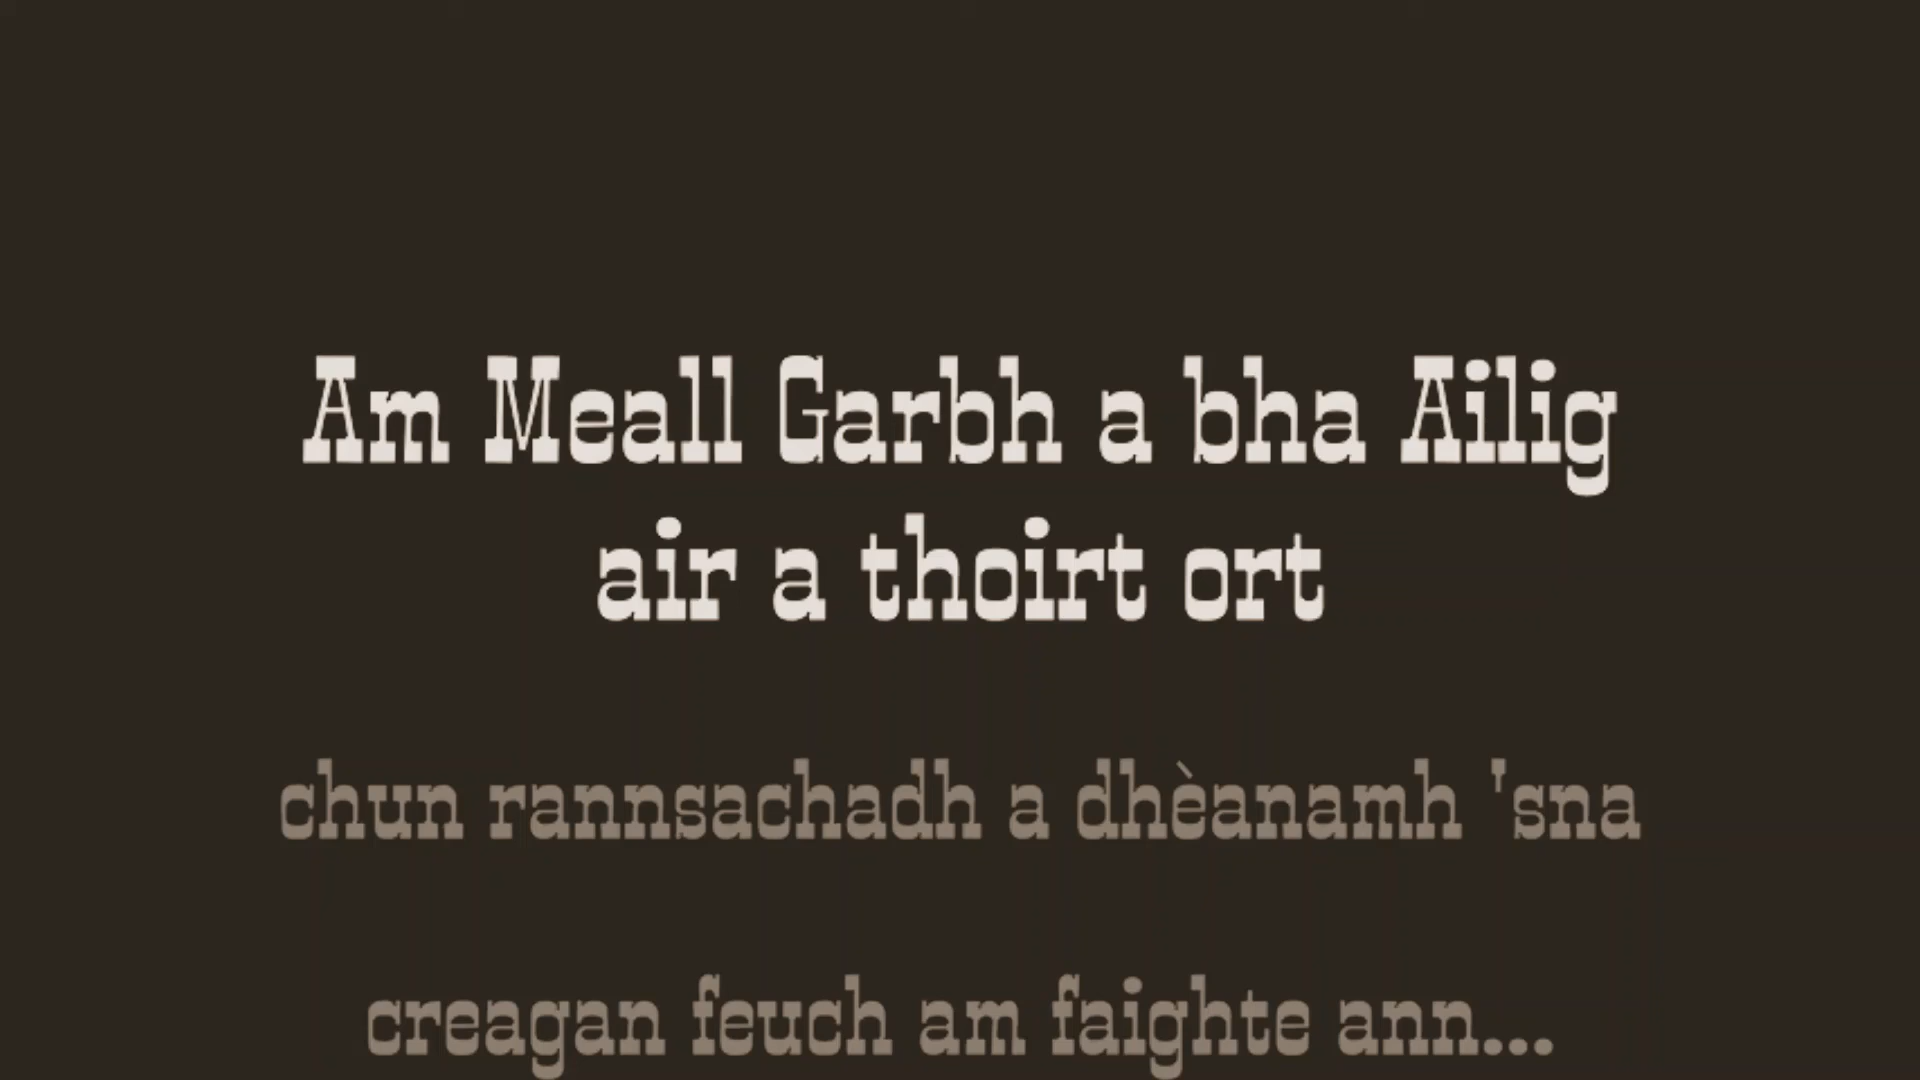 Am Meall Garbh a bha Ailig
air a thoirt ort
chun rannsachadh a dhèanamh 'sna
creagan feuch am faighte ann...